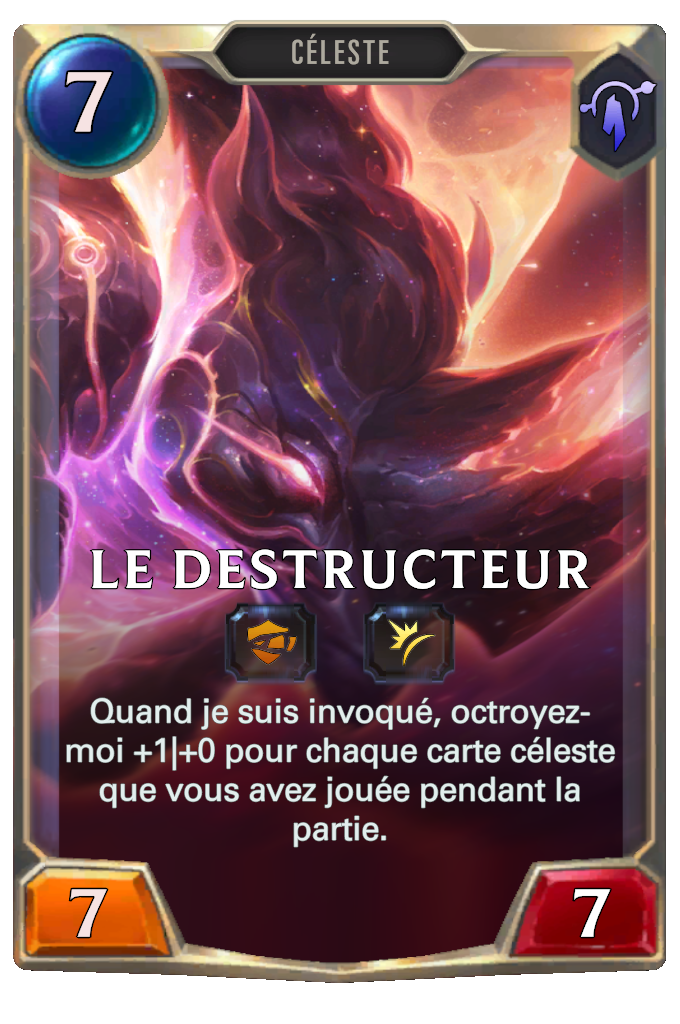 CÉLESTE
7
LE DESTRUCTEUR
Quand je suis invoqué, octroyez-
moi +1|+0 pour chaque carte céleste
que vous avez jouée pendant la
partie.
7
7